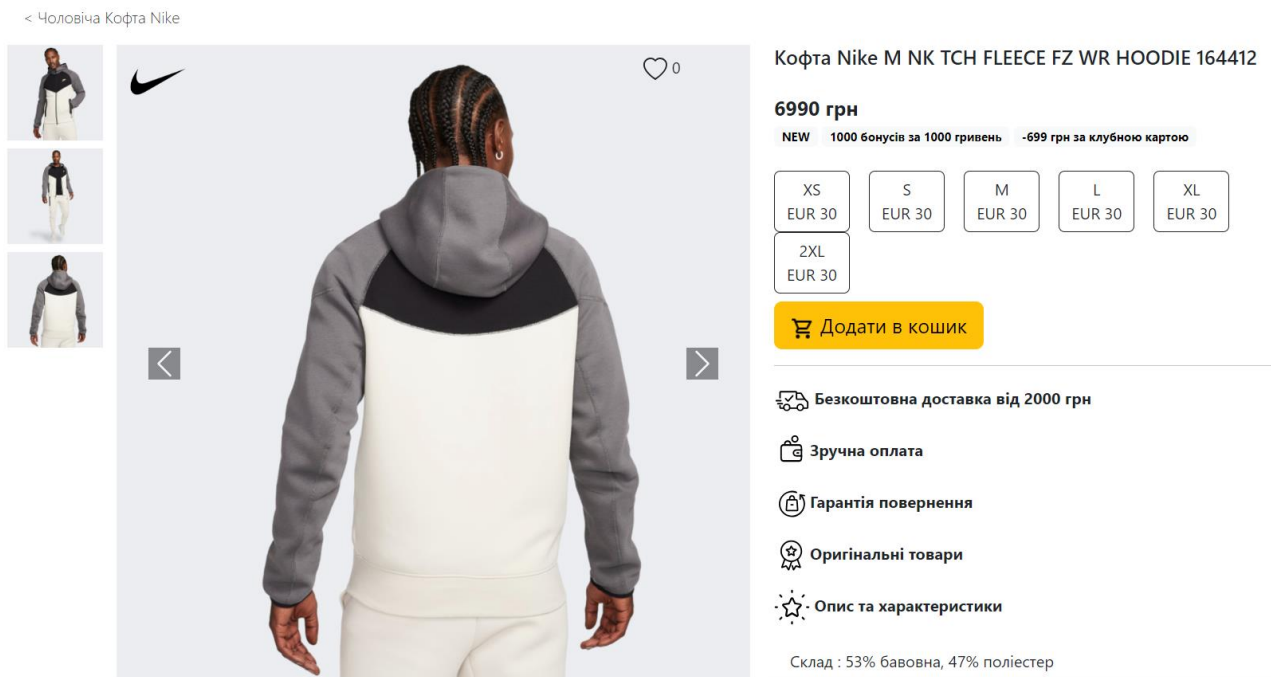 < Чоловіча Кофта Nike
0
Кофта Nike M NK TCH FLEECE FZ WR HOODIE 164412
6990 грн
NEW 1000 бонусів за 1000 гривень -699 грн за клубною картою
XS S M L XL
EUR 30 EUR 30 EUR 30 EUR 30 EUR 30
2XL
EUR 30
Додати в кошик
Безкоштовна доставка від 2000 грн
Зручна оплата
Гарантія повернення
Оригінальні товари
Опис та характеристики
Склад : 53% бавовна, 47% поліестер